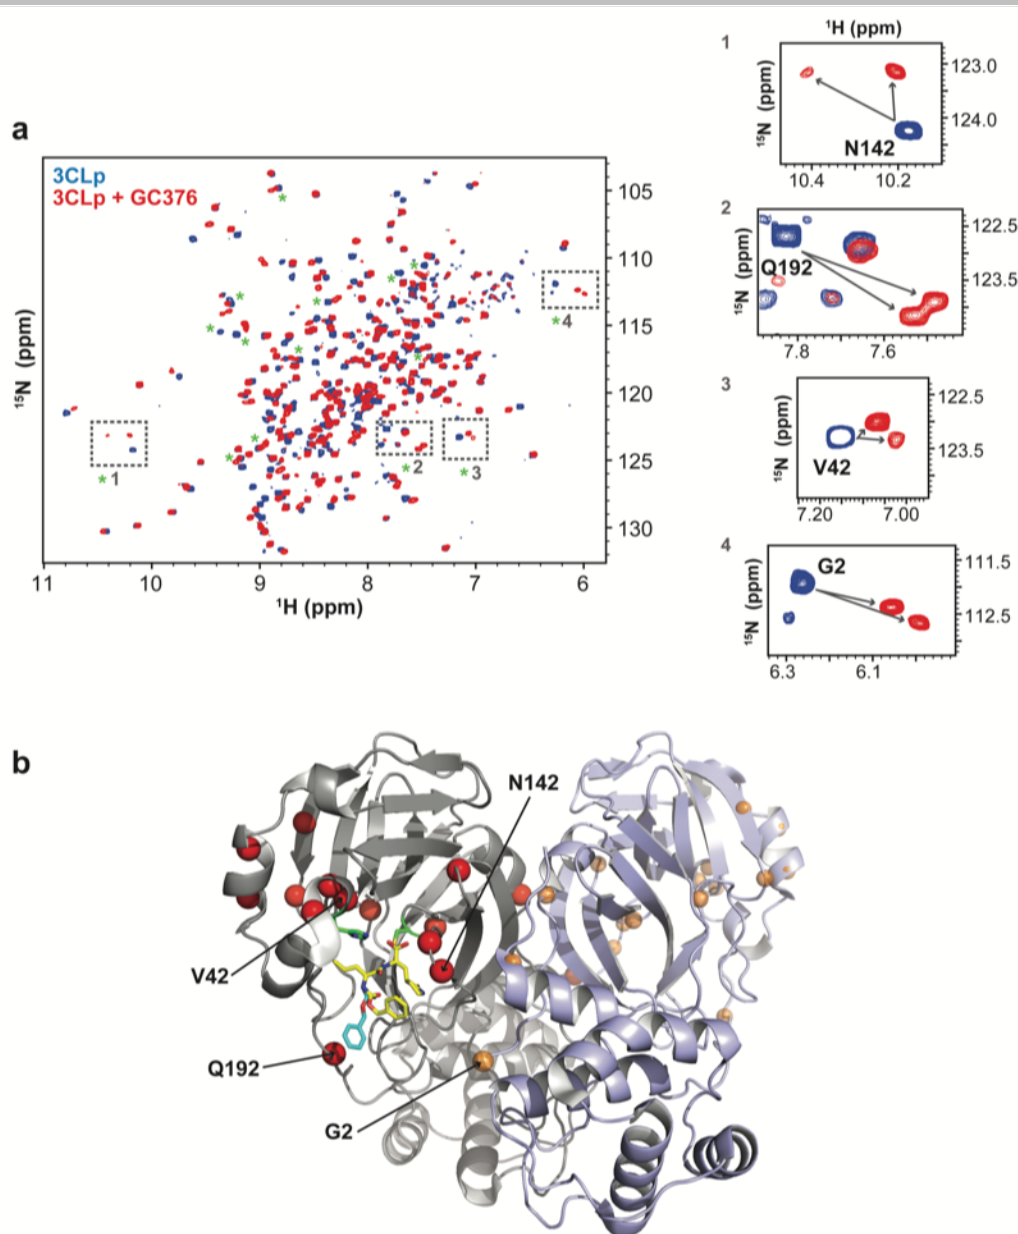 a
3CLp
3CLp + GC376
105
110
115
120
125
130
¹⁵N (ppm)
11 10 9 8 7 6
¹H (ppm)
* 1
* 2
* 3
* 4
1
¹H (ppm)
¹⁵N (ppm)
123.0
124.0
N142
10.4 10.2
2
¹⁵N (ppm)
122.5
123.5
Q192
7.8 7.6
3
¹⁵N (ppm)
122.5
123.5
V42
7.20 7.00
4
¹⁵N (ppm)
G2
111.5
112.5
6.3 6.1
b
N142
V42
Q192
G2